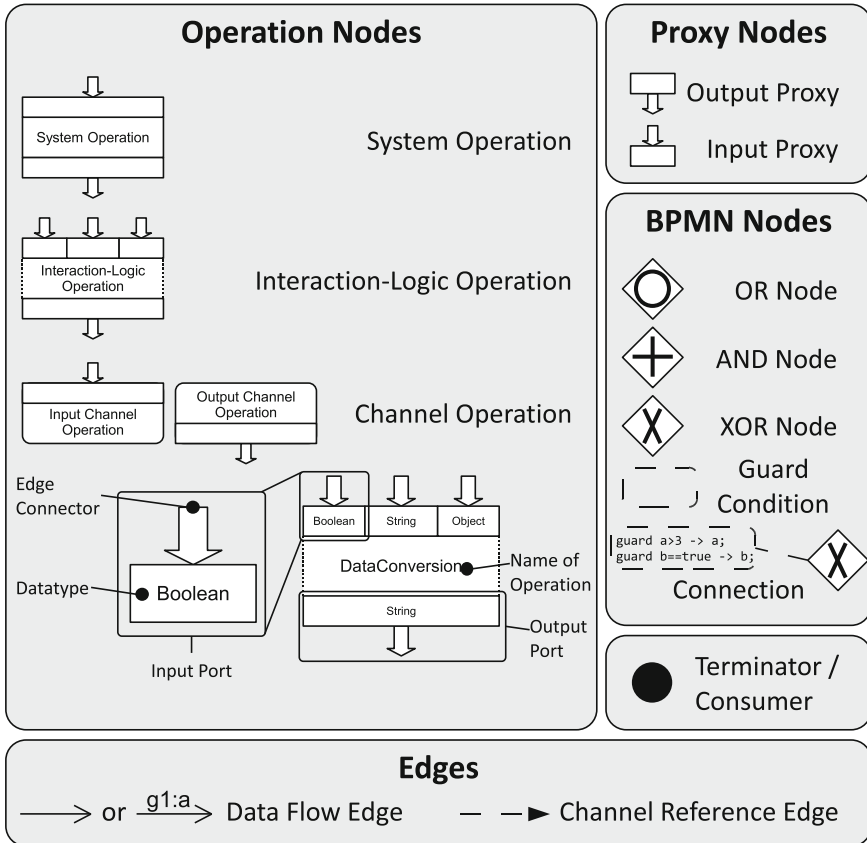 Operation Nodes
System Operation
System Operation
Interaction-Logic
Operation
Interaction-Logic Operation
Input Channel
Operation
Output Channel
Operation
Channel Operation
Edge
Connector
Datatype
Boolean
Input Port
Boolean
String
Object
DataConversion
String
Name of
Operation
Output
Port
Proxy Nodes
Output Proxy
Input Proxy
BPMN Nodes
OR Node
AND Node
XOR Node
Guard
Condition
guard a>3 -> a;
guard b==true -> b;
Connection
Terminator /
Consumer
Edges
or
g1:a
Data Flow Edge
Channel Reference Edge